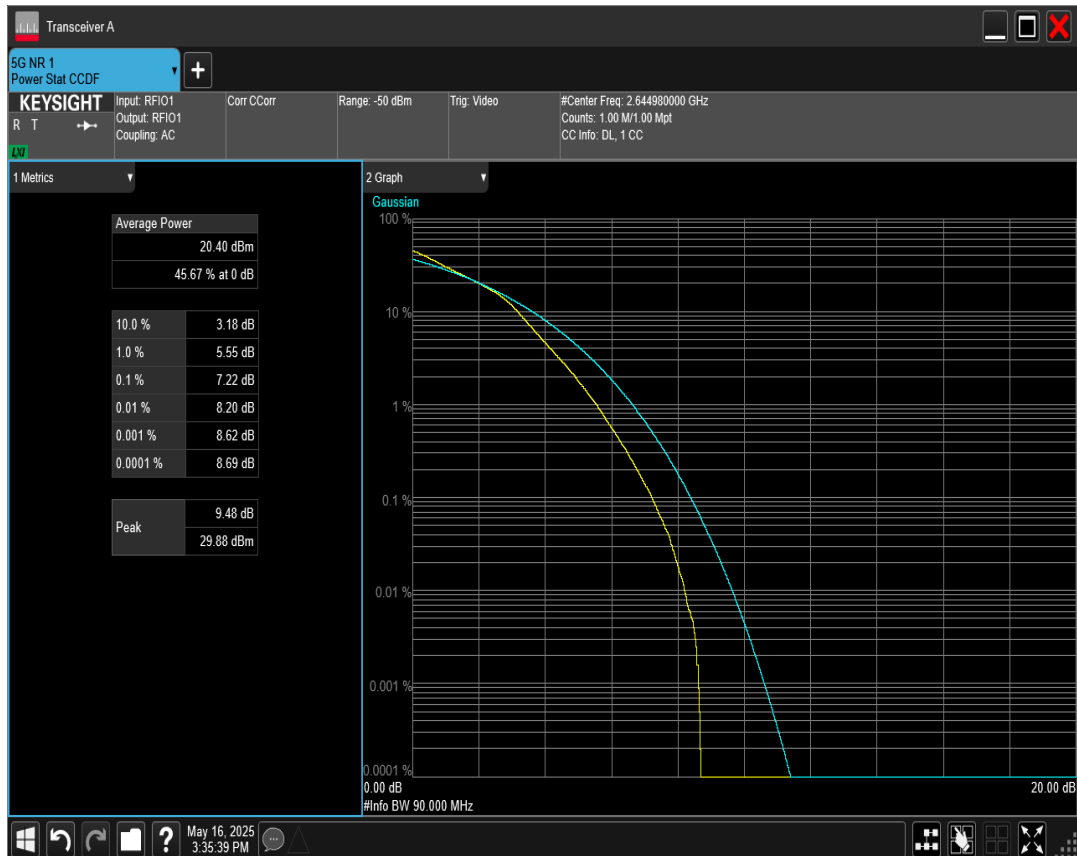 Transceiver A
5G NR 1
Power Stat CCDF
+
KEYSIGHT
R T
LXI
Input: RFIO1
Output: RFIO1
Coupling: AC
Corr CCorr
Range: -50 dBm
Trig: Video
#Center Freq: 2.644980000 GHz
Counts: 1.00 M/1.00 Mpt
CC Info: DL, 1 CC
1 Metrics
Average Power
20.40 dBm
45.67 % at 0 dB
10.0 % 3.18 dB
1.0 % 5.55 dB
0.1 % 7.22 dB
0.01 % 8.20 dB
0.001 % 8.62 dB
0.0001 % 8.69 dB
Peak
9.48 dB
29.88 dBm
2 Graph
Gaussian
100 %
10 %
1 %
0.1 %
0.01 %
0.001 %
0.0001 %
0.00 dB 20.00 dB
#Info BW 90.000 MHz
?
May 16, 2025
3:35:39 PM